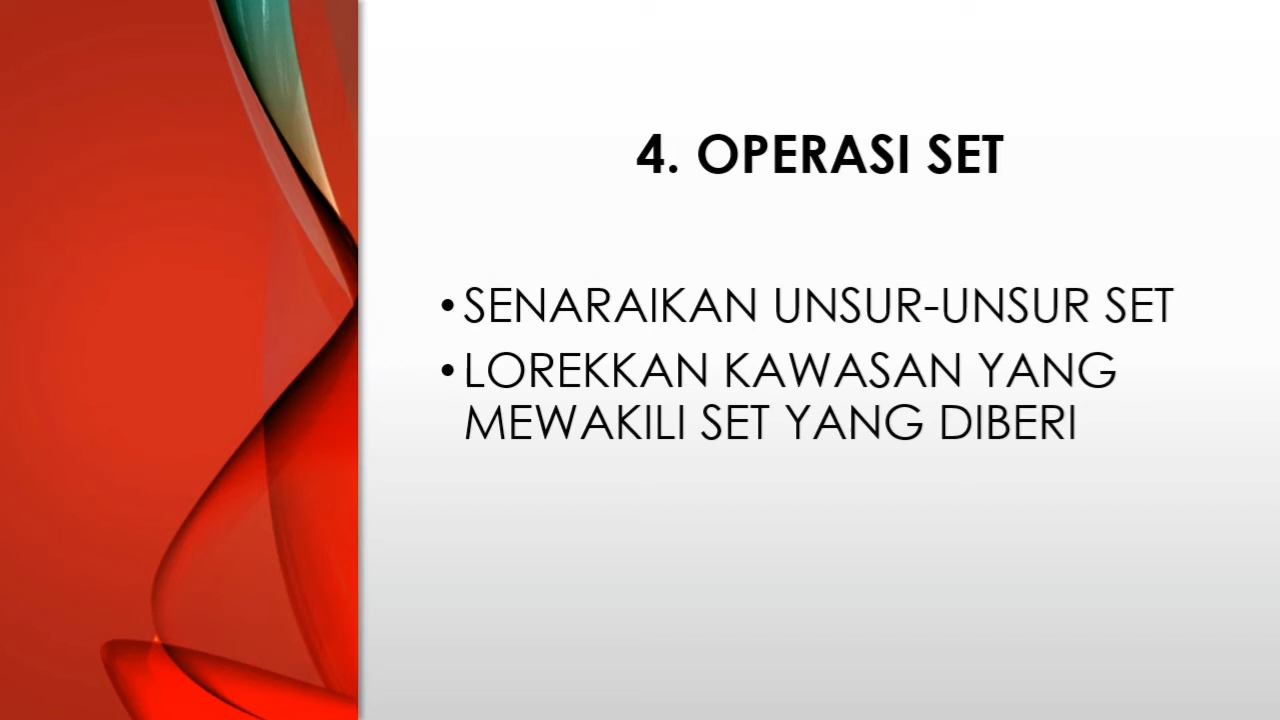 4. OPERASI SET
• SENARAIKAN UNSUR-UNSUR SET
• LOREKKAN KAWASAN YANG
MEWAKILI SET YANG DIBERI